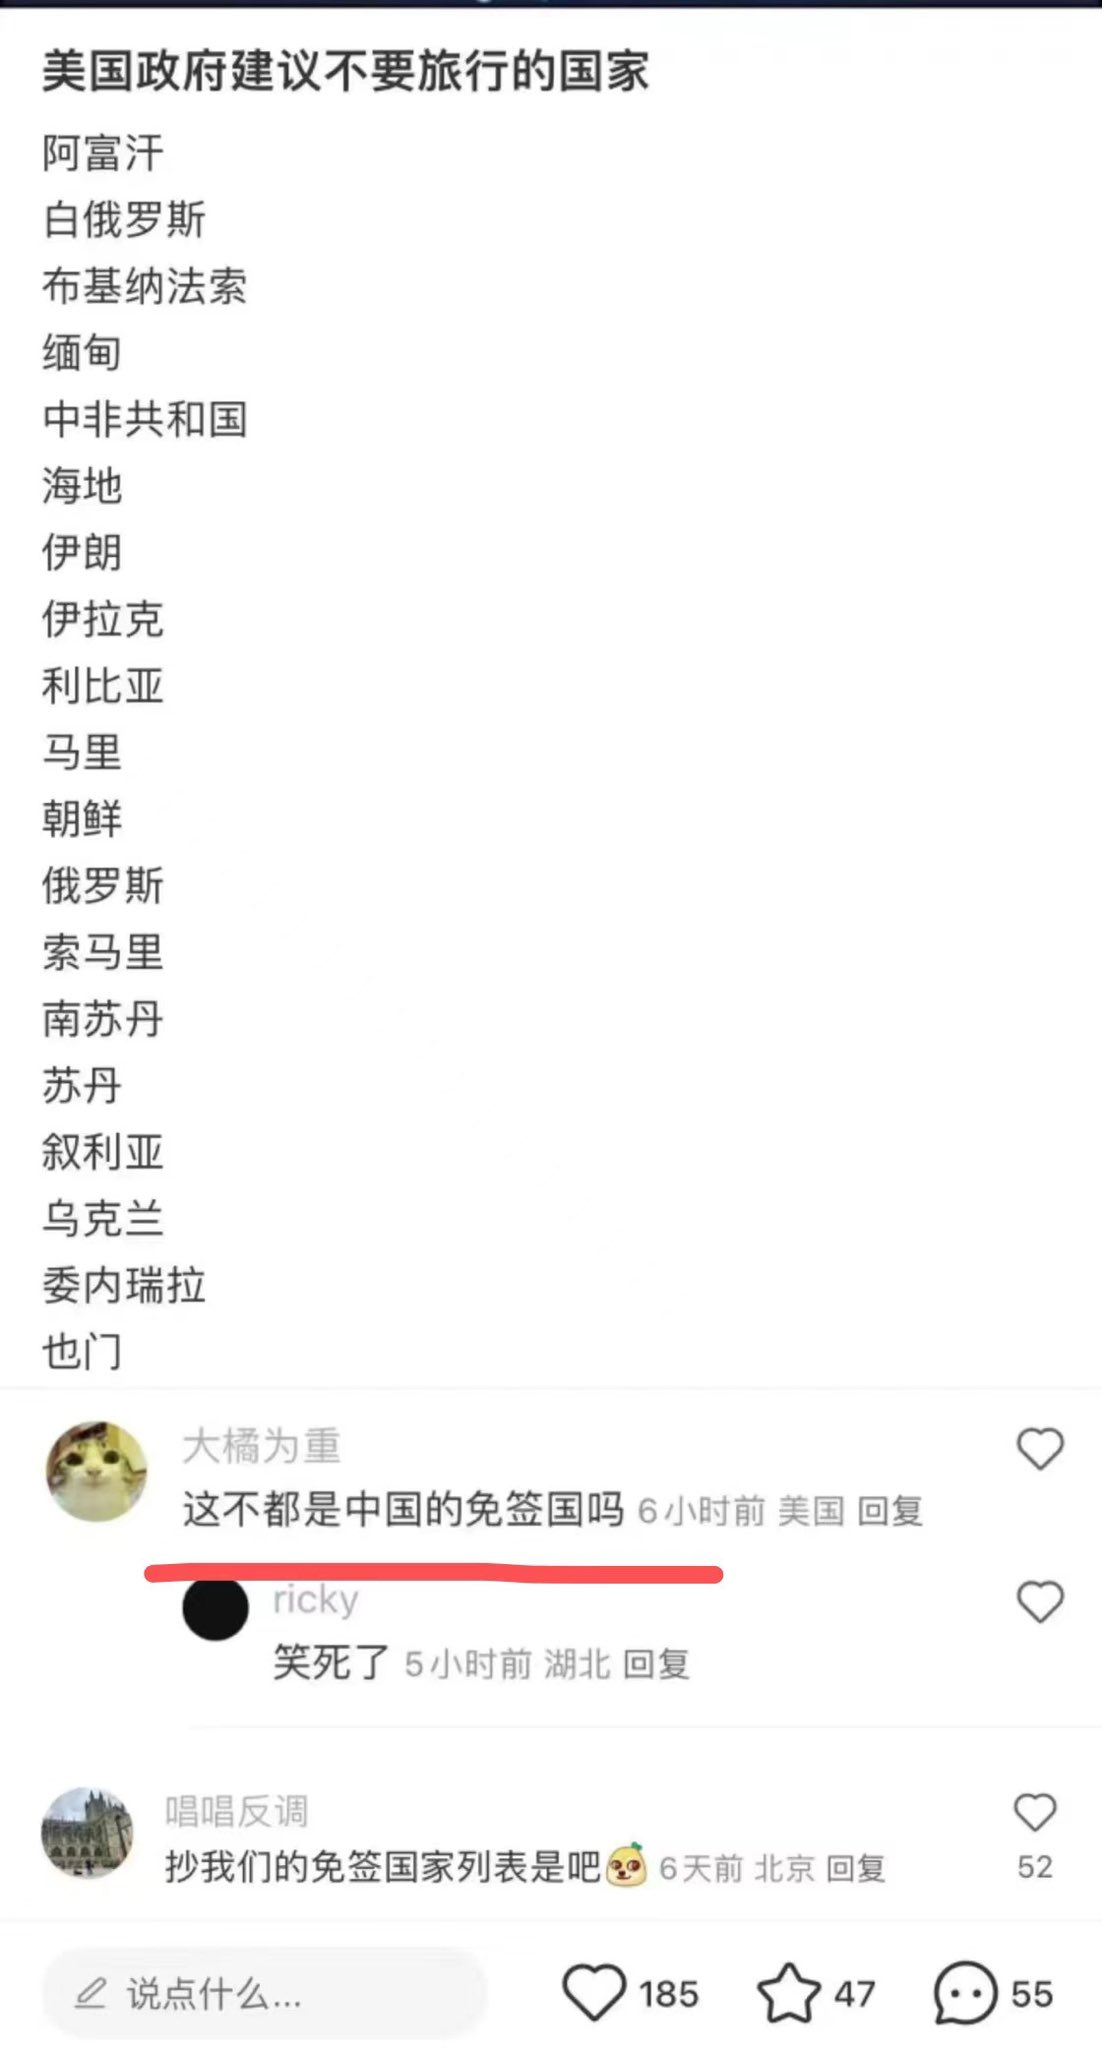 美国政府建议不要旅行的国家
阿富汗
白俄罗斯
布基纳法索
缅甸
中非共和国
海地
伊朗
伊拉克
利比亚
马里
朝鲜
俄罗斯
索马里
南苏丹
苏丹
叙利亚
乌克兰
委内瑞拉
也门
大橘为重
这不都是中国的免签国吗 6小时前 美国 回复
ricky
笑死了 5小时前 湖北 回复
唱唱反调
抄我们的免签国家列表是吧 6天前 北京 回复
52
说点什么...
185
47
55